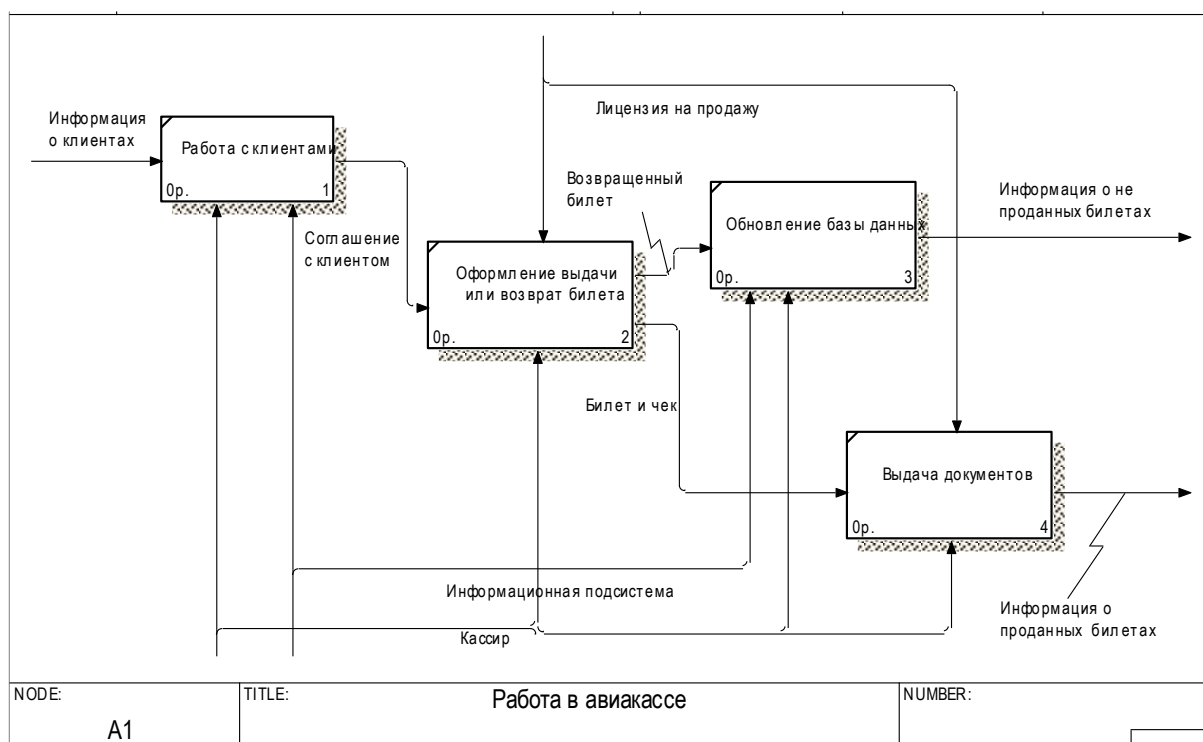 Информация
о клиентах
Работа с клиентами
0р.
1
Соглашение
с клиентом
Лицензия на продажу
Возвращенный
билет
Оформление выдачи
или возврат билета
0р.
2
Обновление базы данных
0р.
3
Информация о не
проданных билетах
Билет и чек
Выдача документов
0р.
4
Информационная подсистема
Кассир
Информация о
проданных билетах
NODE:
A1
TITLE:
Работа в авиакассе
NUMBER: